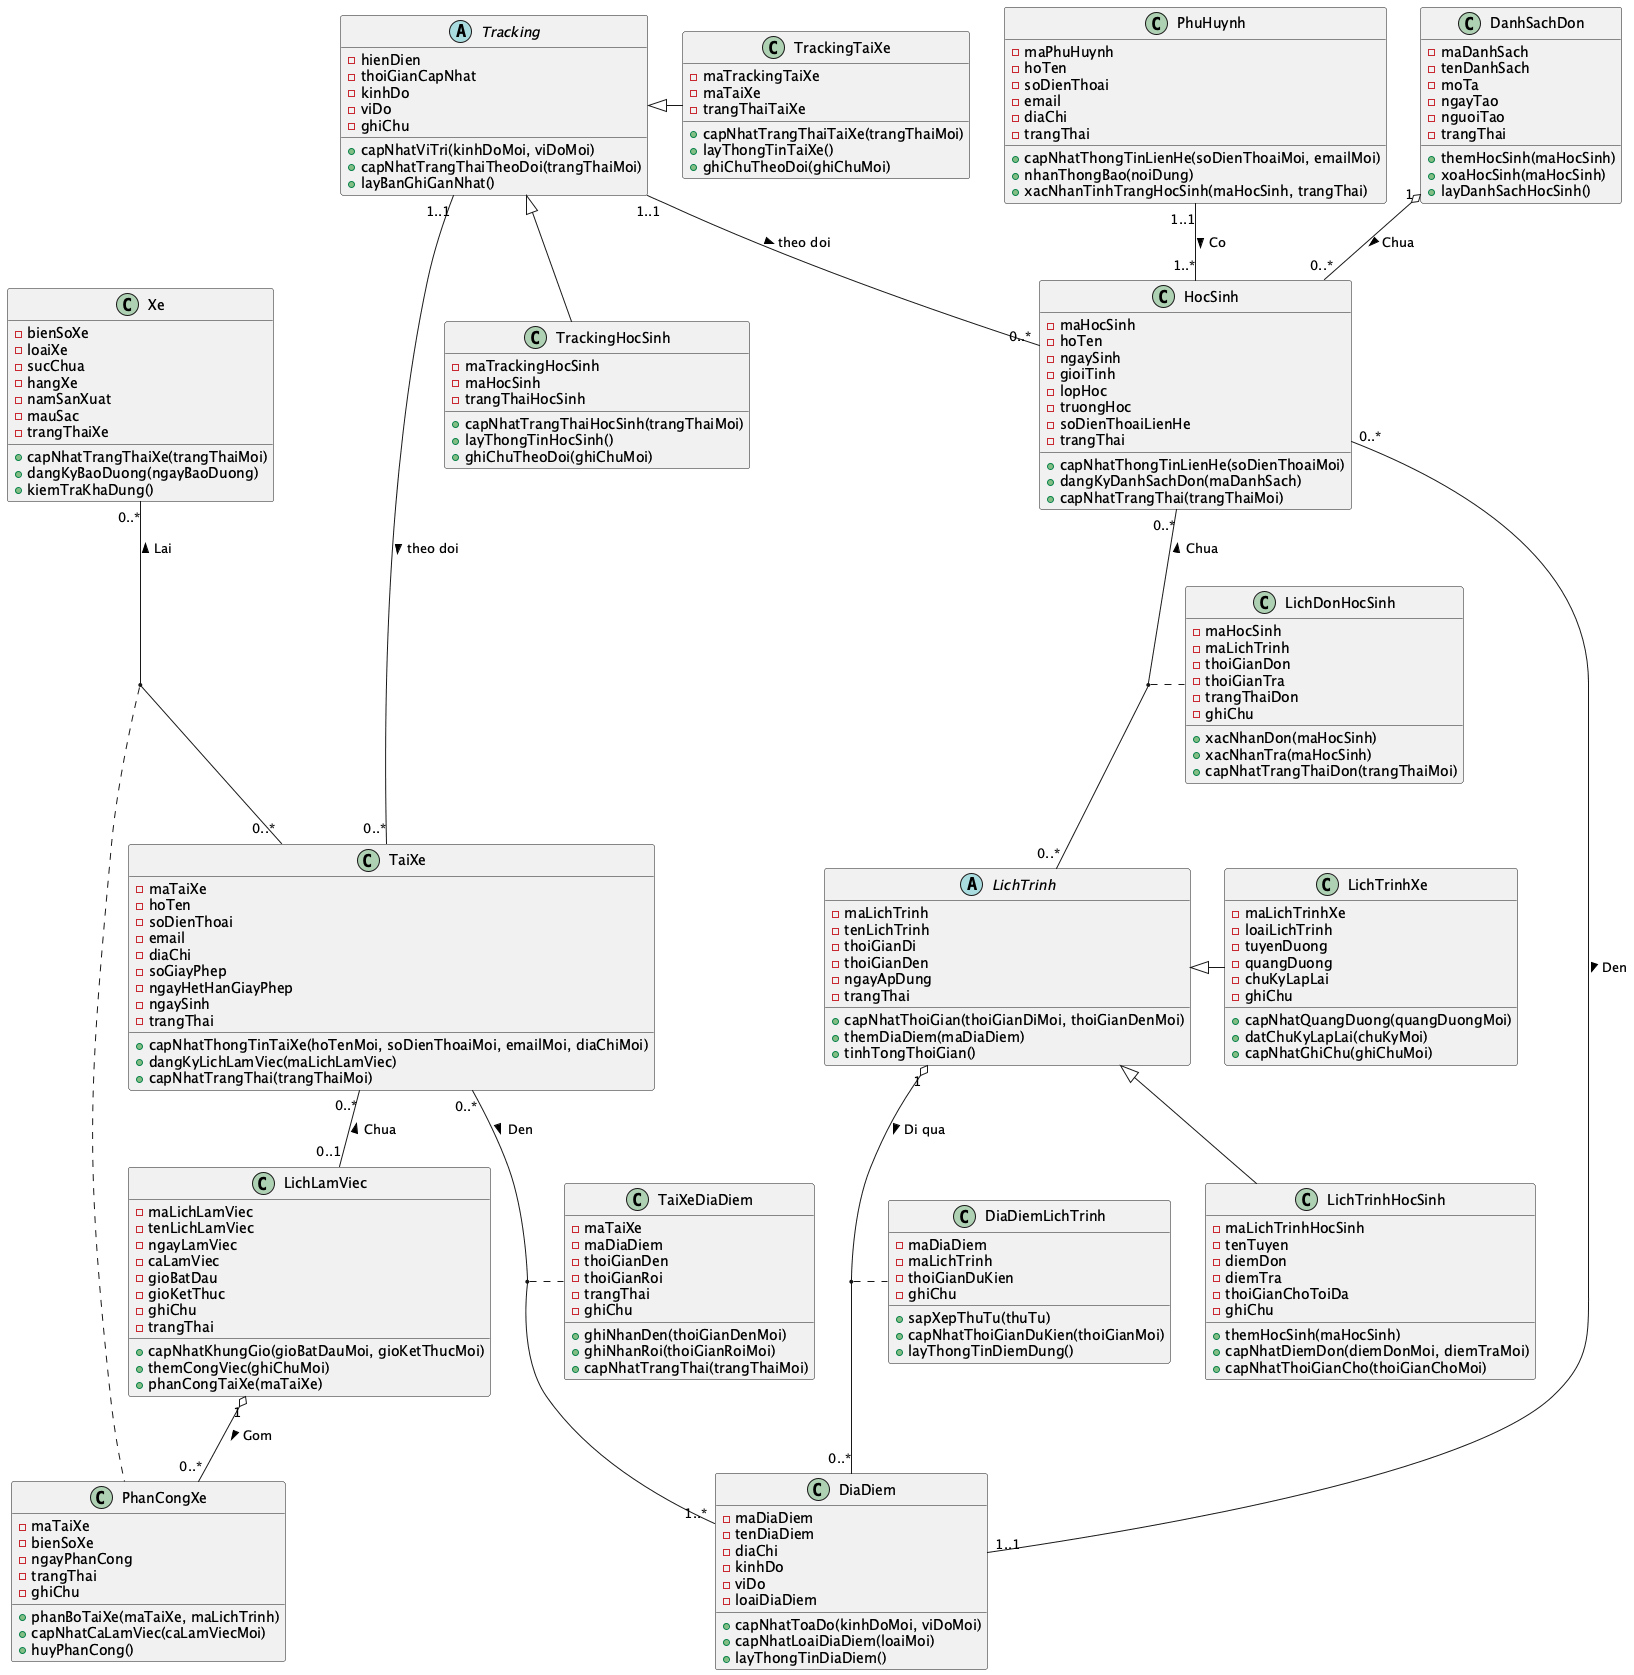 A Tracking
hienDien
thoiGianCapNhat
kinhDo
viDo
ghiChu
capNhatViTri(kinhDoMoi, viDoMoi)
capNhatTrangThaiTheoDoi(trangThaiMoi)
layBanGhiGanNhat()
C TrackingTaiXe
maTrackingTaiXe
maTaiXe
trangThaiTaiXe
capNhatTrangThaiTaiXe(trangThaiMoi)
layThongTinTaiXe()
ghiChuTheoDoi(ghiChuMoi)
C PhuHuynh
maPhuHuynh
hoTen
soDienThoai
email
diaChi
trangThai
capNhatThongTinLienHe(soDienThoaiMoi, emailMoi)
nhanThongBao(noiDung)
xacNhanTinhTrangHocSinh(maHocSinh, trangThai)
C DanhSachDon
maDanhSach
tenDanhSach
moTa
ngayTao
nguoiTao
trangThai
themHocSinh(maHocSinh)
xoaHocSinh(maHocSinh)
layDanhSachHocSinh()
1..1
1..1
theo doi
0..*
1..1
Co
1..*
1
Chua
0..*
C Xe
bienSoXe
loaiXe
sucChua
hangXe
namSanXuat
mauSac
trangThaiXe
capNhatTrangThaiXe(trangThaiMoi)
dangKyBaoDuong(ngayBaoDuong)
kiemTraKhaDung()
C TrackingHocSinh
maTrackingHocSinh
maHocSinh
trangThaiHocSinh
capNhatTrangThaiHocSinh(trangThaiMoi)
layThongTinHocSinh()
ghiChuTheoDoi(ghiChuMoi)
C HocSinh
maHocSinh
hoTen
ngaySinh
gioiTinh
lopHoc
truongHoc
soDienThoaiLienHe
trangThai
capNhatThongTinLienHe(soDienThoaiMoi)
dangKyDanhSachDon(maDanhSach)
capNhatTrangThai(trangThaiMoi)
0..*
0..*
Lai
theo doi
0..*
Chua
C LichDonHocSinh
maHocSinh
maLichTrinh
thoiGianDon
thoiGianTra
trangThaiDon
ghiChu
xacNhanDon(maHocSinh)
xacNhanTra(maHocSinh)
capNhatTrangThaiDon(trangThaiMoi)
0..*
0..*
0..*
C TaiXe
maTaiXe
hoTen
soDienThoai
email
diaChi
soGiayPhep
ngayHetHanGiayPhep
ngaySinh
trangThai
capNhatThongTinTaiXe(hoTenMoi, soDienThoaiMoi, emailMoi, diaChiMoi)
dangKyLichLamViec(maLichLamViec)
capNhatTrangThai(trangThaiMoi)
A LichTrinh
maLichTrinh
tenLichTrinh
thoiGianDi
thoiGianDen
ngayApDung
trangThai
capNhatThoiGian(thoiGianDiMoi, thoiGianDenMoi)
themDiaDiem(maDiaDiem)
tinhTongThoiGian()
C LichTrinhXe
maLichTrinhXe
loaiLichTrinh
tuyenDuong
quangDuong
chuKyLapLai
ghiChu
capNhatQuangDuong(quangDuongMoi)
datChuKyLapLai(chuKyMoi)
capNhatGhiChu(ghiChuMoi)
Den
0..*
Chua
0..1
0..*
Den
1
Di qua
C LichLamViec
maLichLamViec
tenLichLamViec
ngayLamViec
caLamViec
gioBatDau
gioKetThuc
ghiChu
trangThai
capNhatKhungGio(gioBatDauMoi, gioKetThucMoi)
themCongViec(ghiChuMoi)
phanCongTaiXe(maTaiXe)
C TaiXeDiaDiem
maTaiXe
maDiaDiem
thoiGianDen
thoiGianRoi
trangThai
ghiChu
ghiNhanDen(thoiGianDenMoi)
ghiNhanRoi(thoiGianRoiMoi)
capNhatTrangThai(trangThaiMoi)
C DiaDiemLichTrinh
maDiaDiem
maLichTrinh
thoiGianDuKien
ghiChu
sapXepThuTu(thuTu)
capNhatThoiGianDuKien(thoiGianMoi)
layThongTinDiemDung()
C LichTrinhHocSinh
maLichTrinhHocSinh
tenTuyen
diemDon
diemTra
thoiGianChoToiDa
ghiChu
themHocSinh(maHocSinh)
capNhatDiemDon(diemDonMoi, diemTraMoi)
capNhatThoiGianCho(thoiGianChoMoi)
1
Gom
0..*
0..*
1..*
1..1
C PhanCongXe
maTaiXe
bienSoXe
ngayPhanCong
trangThai
ghiChu
phanBoTaiXe(maTaiXe, maLichTrinh)
capNhatCaLamViec(caLamViecMoi)
huyPhanCong()
C DiaDiem
maDiaDiem
tenDiaDiem
diaChi
kinhDo
viDo
loaiDiaDiem
capNhatToaDo(kinhDoMoi, viDoMoi)
capNhatLoaiDiaDiem(loaiMoi)
layThongTinDiaDiem()